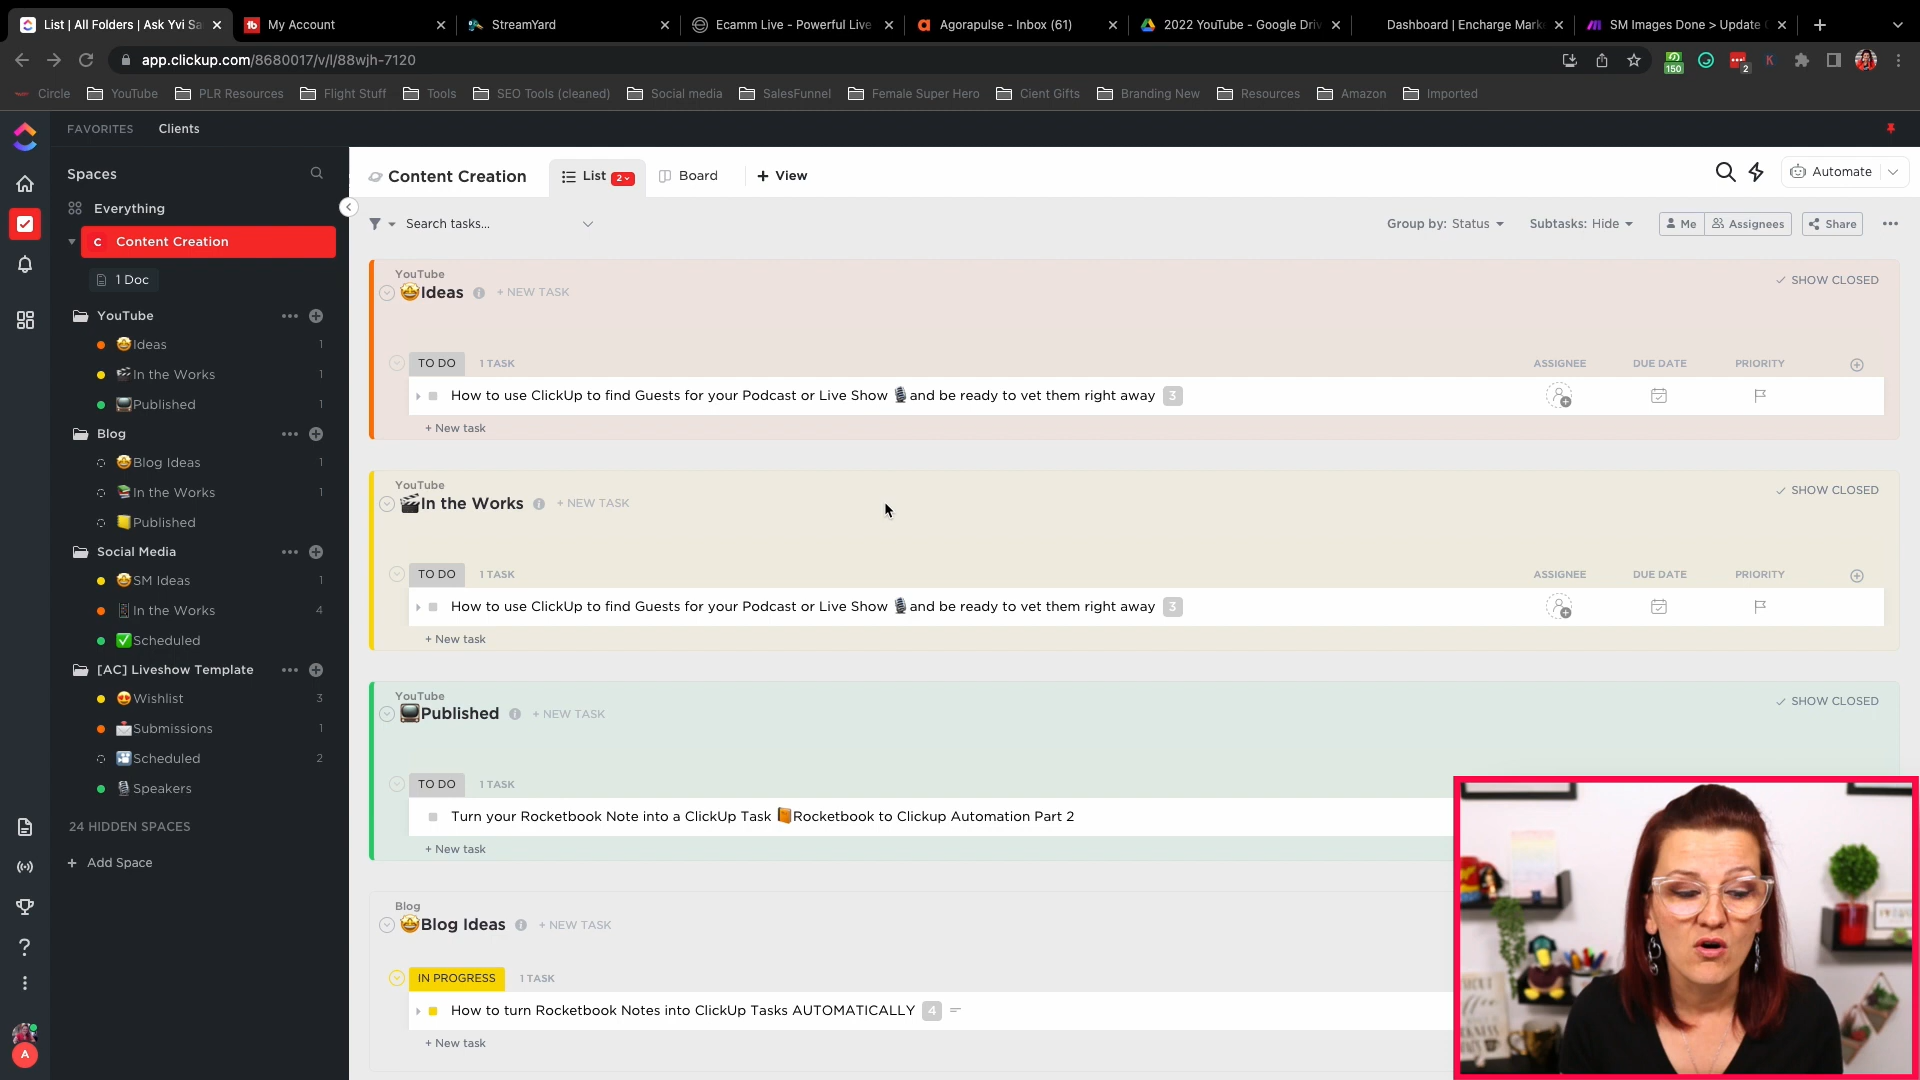 List | All Folders | Ask Yvi Sa
My Account
StreamYard
Ecamm Live - Powerful Live
Agorapulse - Inbox (61)
2022 YouTube - Google Driv
Dashboard | Encharge Marke
SM Images Done > Update
app.clickup.com/8680017/v/l/88wjh-7120
150
2
Circle
YouTube
PLR Resources
Flight Stuff
Tools
SEO Tools (cleaned)
Social media
SalesFunnel
Female Super Hero
Cient Gifts
Branding New
Resources
Amazon
Imported
FAVORITES
Clients
Spaces
Everything
C
Content Creation
1 Doc
YouTube
Ideas 1
In the Works 1
Published 1
Blog
Blog Ideas 1
In the Works 1
Published
Social Media
SM Ideas 1
In the Works 4
Scheduled
[AC] Liveshow Template
Wishlist 3
Submissions 1
Scheduled 2
Speakers
24 HIDDEN SPACES
+ Add Space
A
Content Creation
List 2
Board
+ View
Automate
Search tasks...
Group by: Status
Subtasks: Hide
Me
Assignees
Share
YouTube
Ideas
+ NEW TASK
SHOW CLOSED
TO DO 1 TASK
ASSIGNEE DUE DATE PRIORITY
How to use ClickUp to find Guests for your Podcast or Live Show and be ready to vet them right away 3
+ New task
YouTube
In the Works
+ NEW TASK
SHOW CLOSED
TO DO 1 TASK
ASSIGNEE DUE DATE PRIORITY
How to use ClickUp to find Guests for your Podcast or Live Show and be ready to vet them right away 3
+ New task
YouTube
Published
+ NEW TASK
SHOW CLOSED
TO DO 1 TASK
Turn your Rocketbook Note into a ClickUp Task Rocketbook to Clickup Automation Part 2
+ New task
Blog
Blog Ideas
+ NEW TASK
IN PROGRESS 1 TASK
How to turn Rocketbook Notes into ClickUp Tasks AUTOMATICALLY 4
+ New task